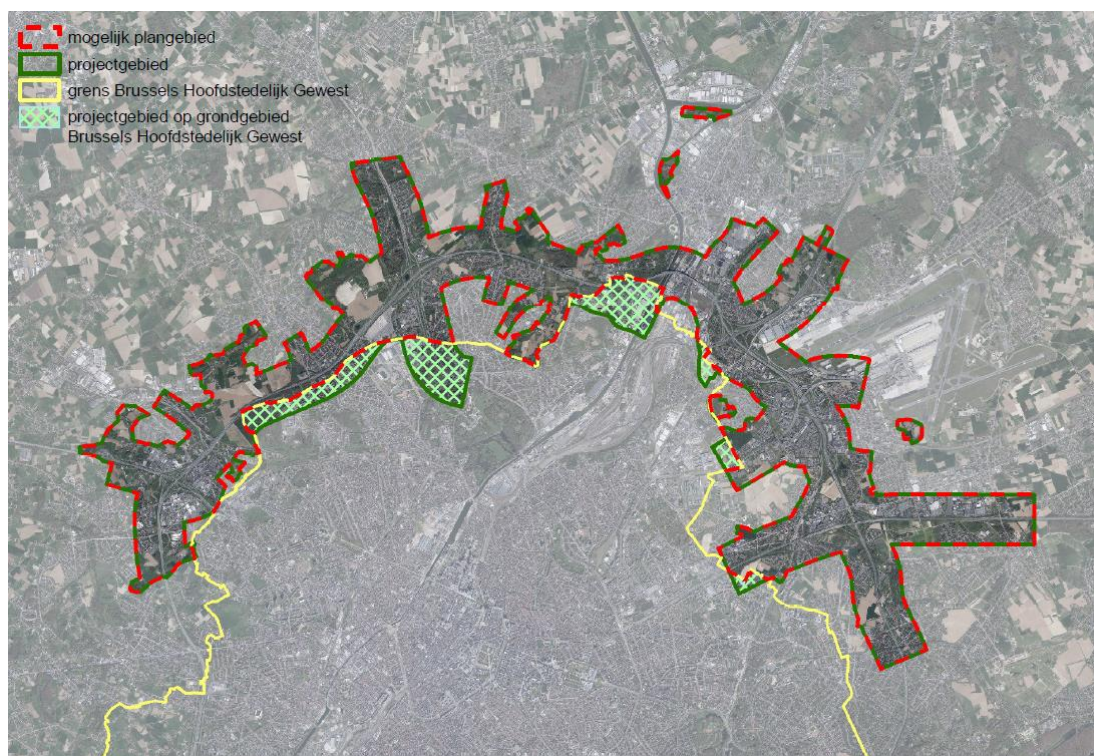 mogelijk plangebied
projectgebied
grens Brussels Hoofdstedelijk Gewest
projectgebied op grondgebied
Brussels Hoofdstedelijk Gewest